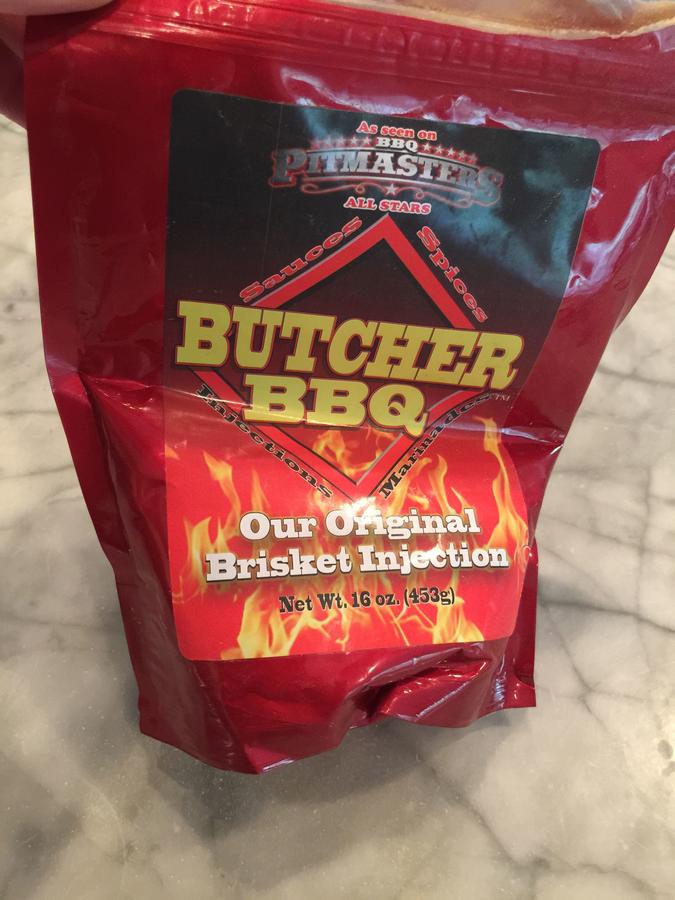 As seen on
BBQ
PITMASTERS
ALL STARS
Sauces
Spices
BUTCHER
BBQ
TM
Injections
Marinades
Our Original
Brisket Injection
Net Wt. 16 oz. (453g)